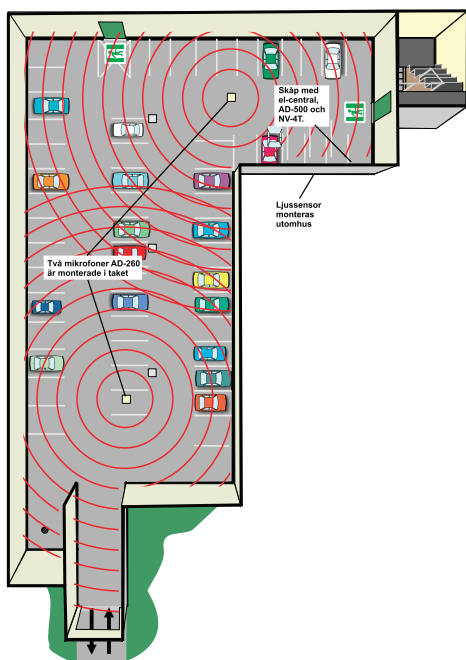 Skåp med
el-central,
AD-500 och
NV-4T.
Ljussensor
monteras
utomhus
Två mikrofoner AD-260
är monterade i taket